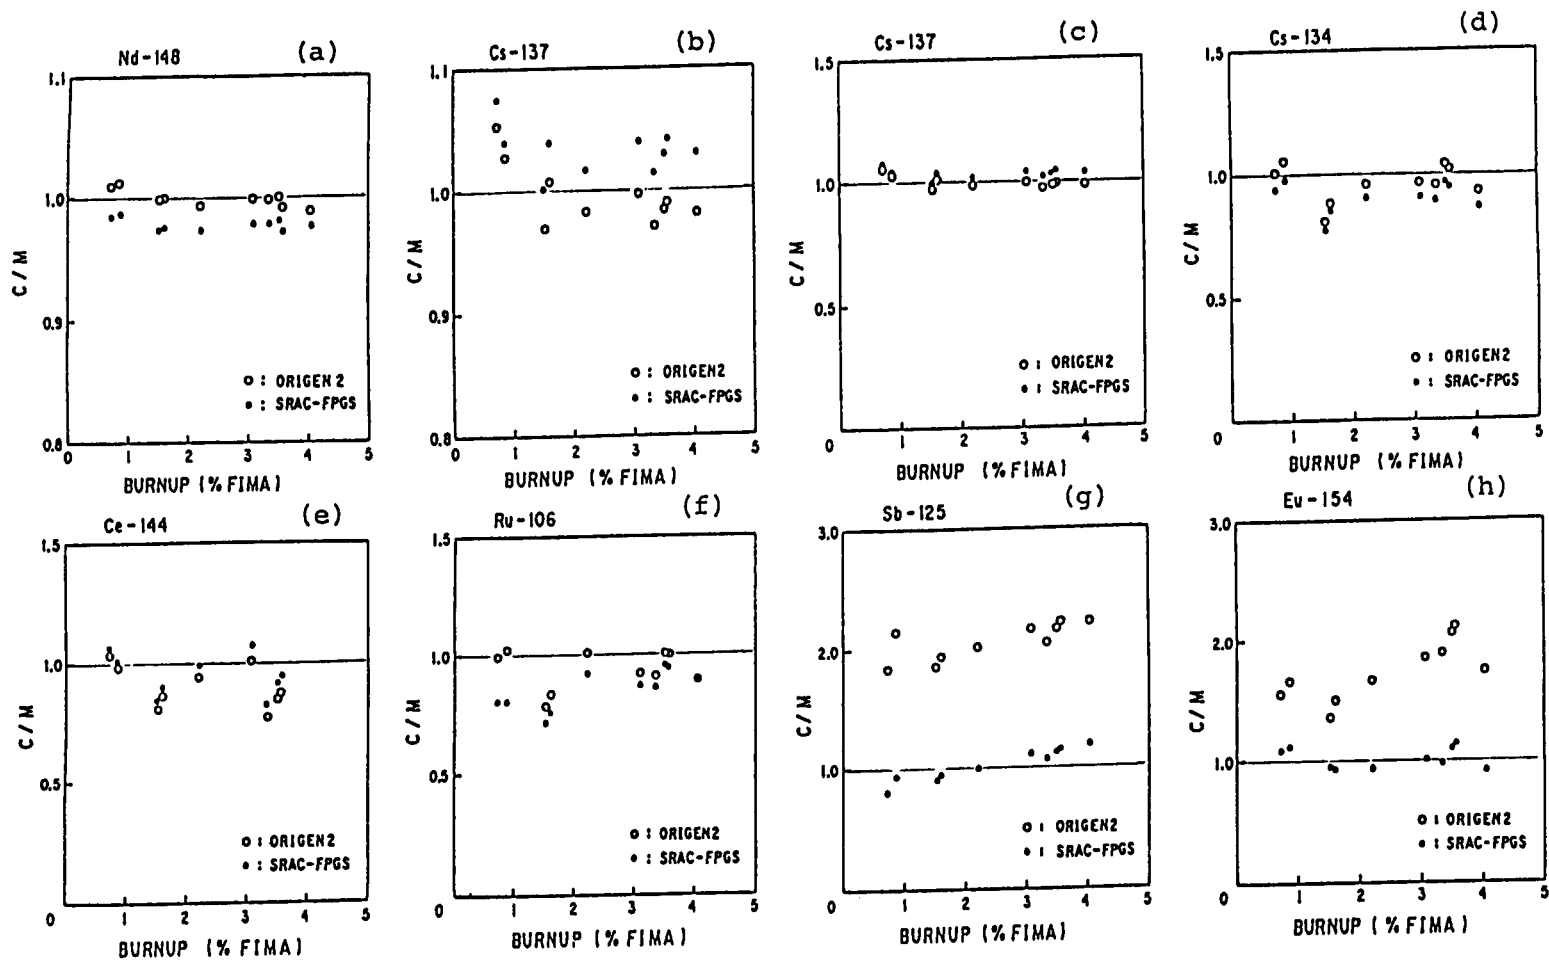 Nd-148 (a)
1.1
1.0
0.9
0.8
C/M
O : ORIGEN2
• : SRAC-FPGS
0 1 2 3 4 5
BURNUP (%FIMA)
Cs-137 (b)
1.1
1.0
0.9
0.8
C/M
O : ORIGEN2
• : SRAC-FPGS
0 1 2 3 4 5
BURNUP (%FIMA)
Cs-137 (c)
1.5
1.0
0.5
C/M
O : ORIGEN2
• : SRAC-FPGS
0 1 2 3 4 5
BURNUP (%FIMA)
Cs-134 (d)
1.5
1.0
0.5
C/M
O : ORIGEN2
• : SRAC-FPGS
0 1 2 3 4 5
BURNUP (%FIMA)
Ce-144 (e)
1.5
1.0
0.5
C/M
O : ORIGEN2
• : SRAC-FPGS
0 1 2 3 4 5
BURNUP (%FIMA)
Ru-106 (f)
1.5
1.0
0.5
C/M
O : ORIGEN2
• : SRAC-FPGS
0 1 2 3 4 5
BURNUP (%FIMA)
Sb-125 (g)
3.0
2.0
1.0
C/M
O : ORIGEN2
• : SRAC-FPGS
0 1 2 3 4 5
BURNUP (%FIMA)
Eu-154 (h)
3.0
2.0
1.0
C/M
O : ORIGEN2
• : SRAC-FPGS
0 1 2 3 4 5
BURNUP (%FIMA)